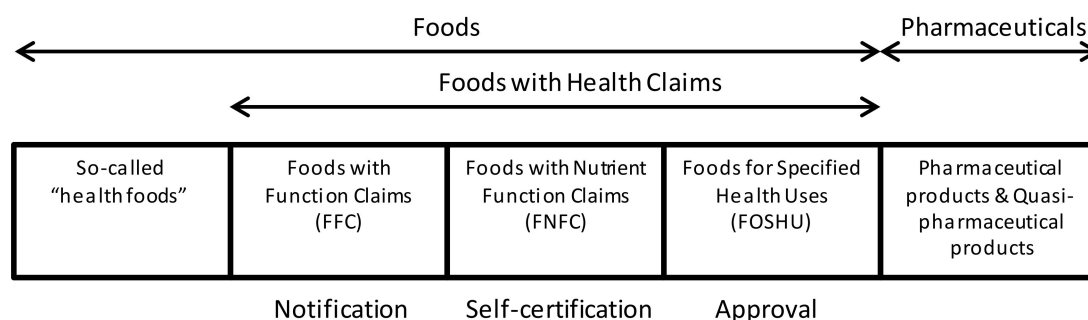 Foods
Pharmaceuticals
Foods with Health Claims
So-called
“health foods”
Foods with
Function Claims
(FFC)
Foods with Nutrient
Function Claims
(FNFC)
Foods for Specified
Health Uses
(FOSHU)
Pharmaceutical
products & Quasi-
pharmaceutical
products
Notification
Self-certification
Approval